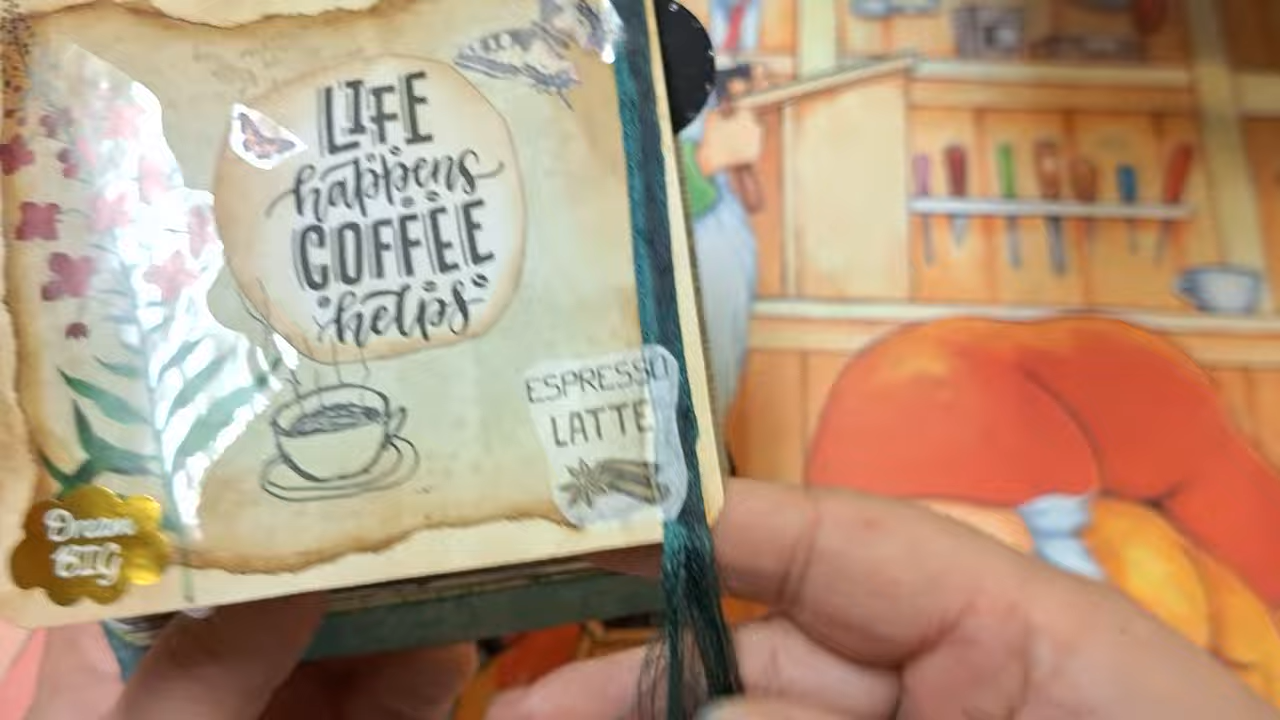 LIFE
happens
COFFEE
helps
ESPRESSO
LATTE
Dream
BIG